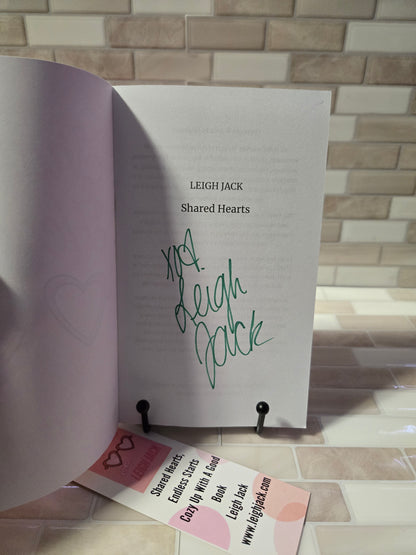 LEIGH JACK
Shared Hearts
Leigh
Jack
Shared Hearts,
Endless Starts
Cozy Up With A Good
Book
Leigh Jack
www.leighjack.com